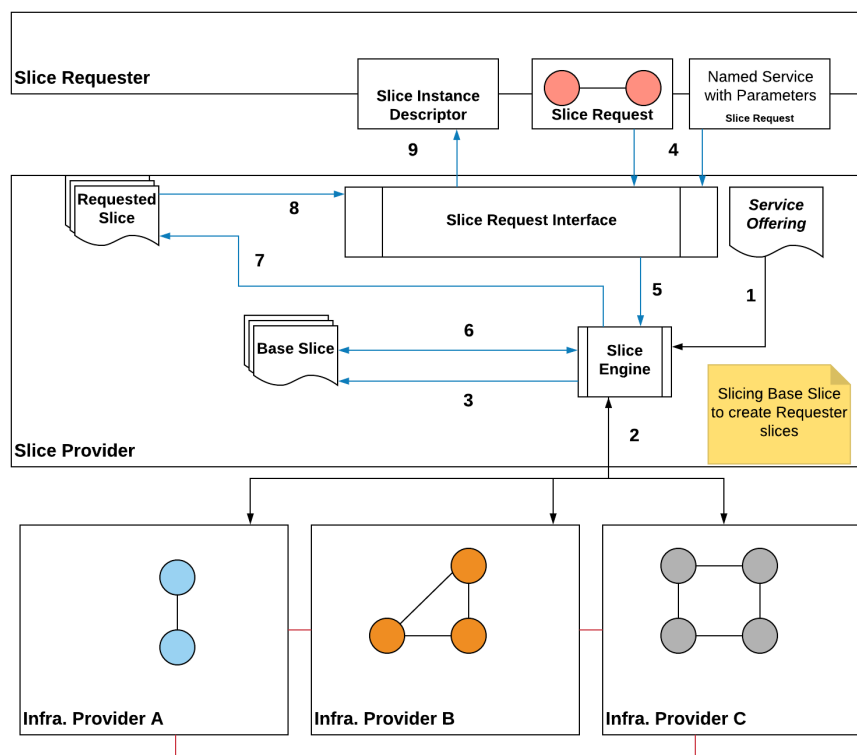 Slice Requester
Slice Instance
Descriptor
Slice Request
Named Service
with Parameters
Slice Request
9
4
Requested
Slice
8
Slice Request Interface
Service
Offering
7
5
1
Base Slice
6
3
Slice
Engine
2
Slicing Base Slice
to create Requester
slices
Slice Provider
Infra. Provider A
Infra. Provider B
Infra. Provider C